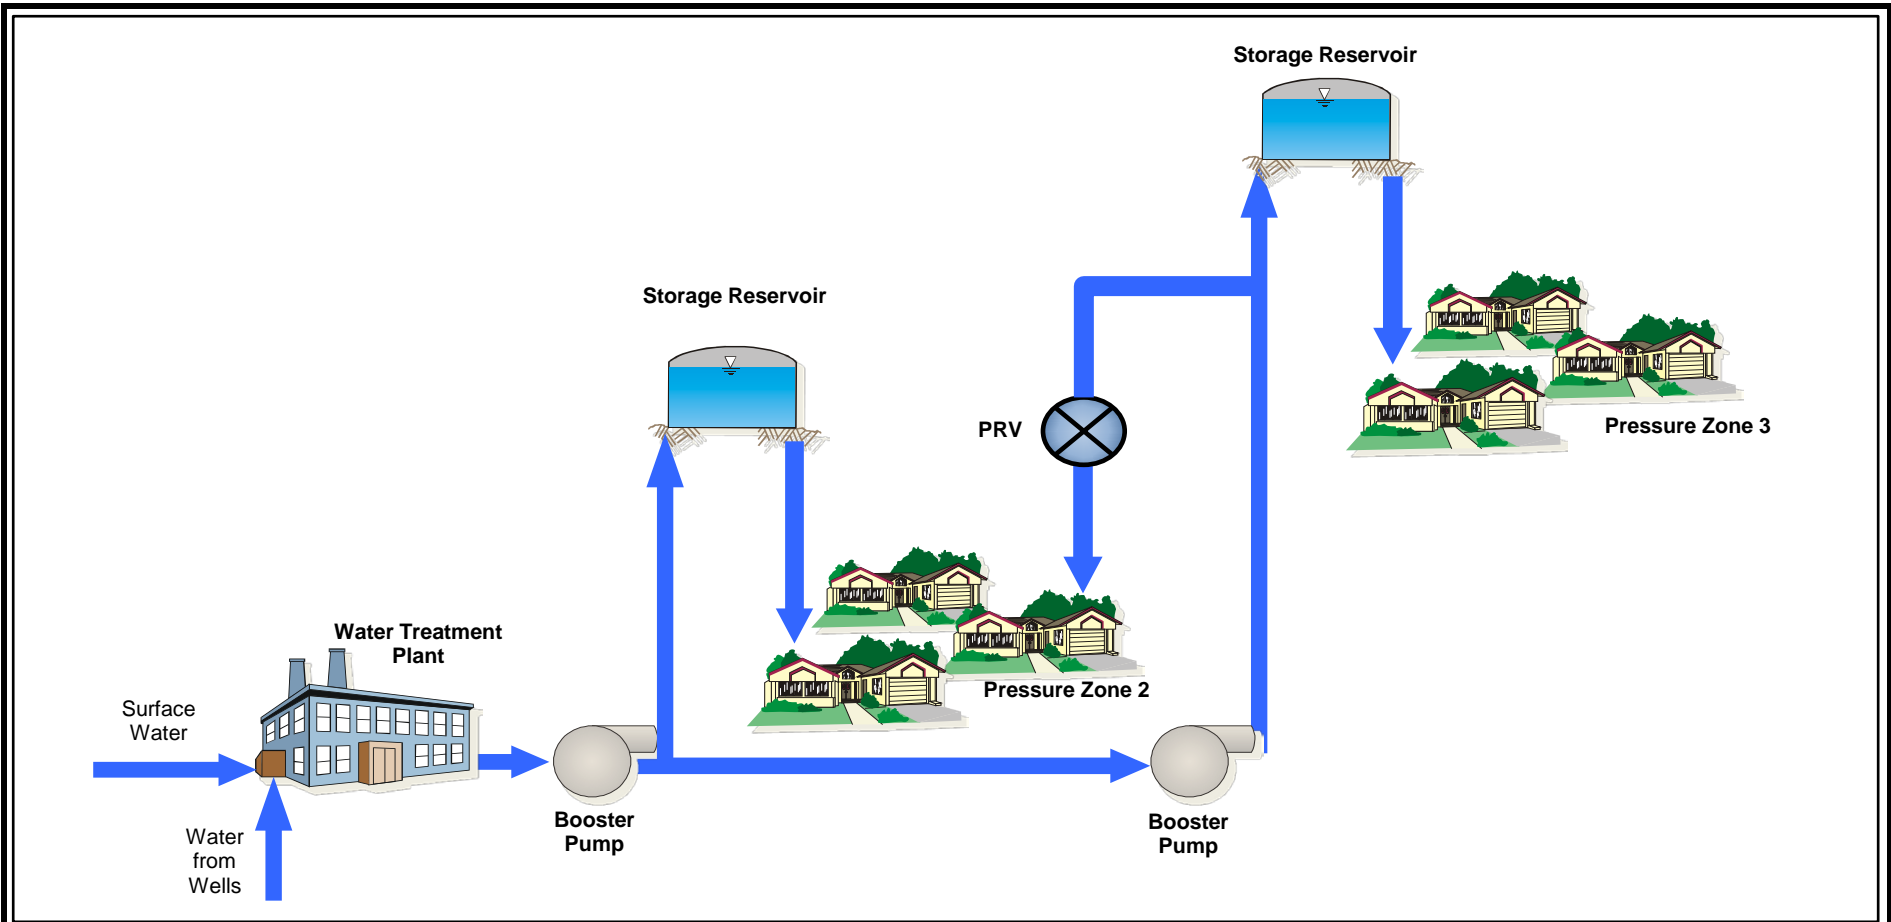 Storage Reservoir
Storage Reservoir
PRV
Pressure Zone 3
Water Treatment
Plant
Pressure Zone 2
Surface
Water
Booster
Pump
Booster
Pump
Water
from
Wells